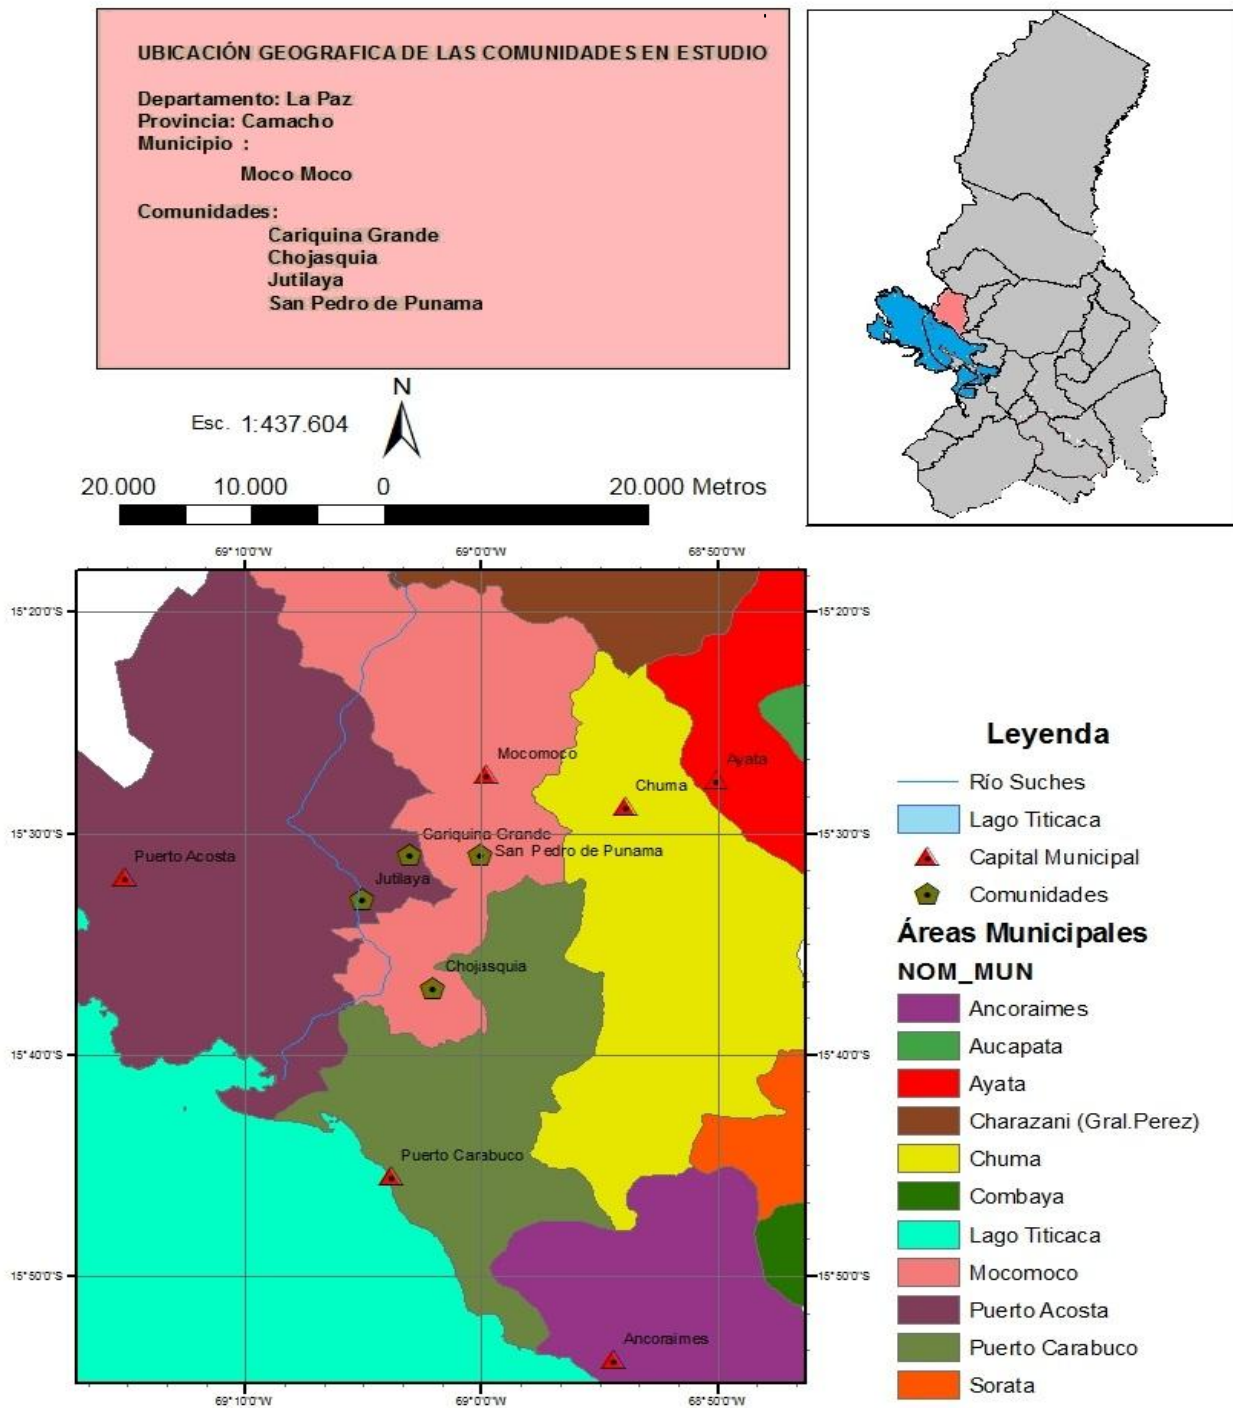 UBICACIÓN GEOGRAFICA DE LAS COMUNIDADES EN ESTUDIO
Departamento: La Paz
Provincia: Camacho
Municipio :
Moco Moco
Comunidades:
Cariquina Grande
Chojasquia
Jutilaya
San Pedro de Punama
N
Esc. 1:437.604
20.000 10.000 0 20.000 Metros
69°10'0"W 69°0'0"W 68°50'0"W
15°20'0"S 15°20'0"S
Mocomoco
Ayata
Chuma
15°30'0"S 15°30'0"S
Cariquina Grande
San Pedro de Punama
Puerto Acosta
Jutilaya
Chojasquia
15°40'0"S 15°40'0"S
Puerto Carabuco
15°50'0"S 15°50'0"S
Ancoraimes
69°10'0"W 69°0'0"W 68°50'0"W
Leyenda
Río Suches
Lago Titicaca
Capital Municipal
Comunidades
Áreas Municipales
NOM_MUN
Ancoraimes
Aucapata
Ayata
Charazani (Gral.Perez)
Chuma
Combaya
Lago Titicaca
Mocomoco
Puerto Acosta
Puerto Carabuco
Sorata